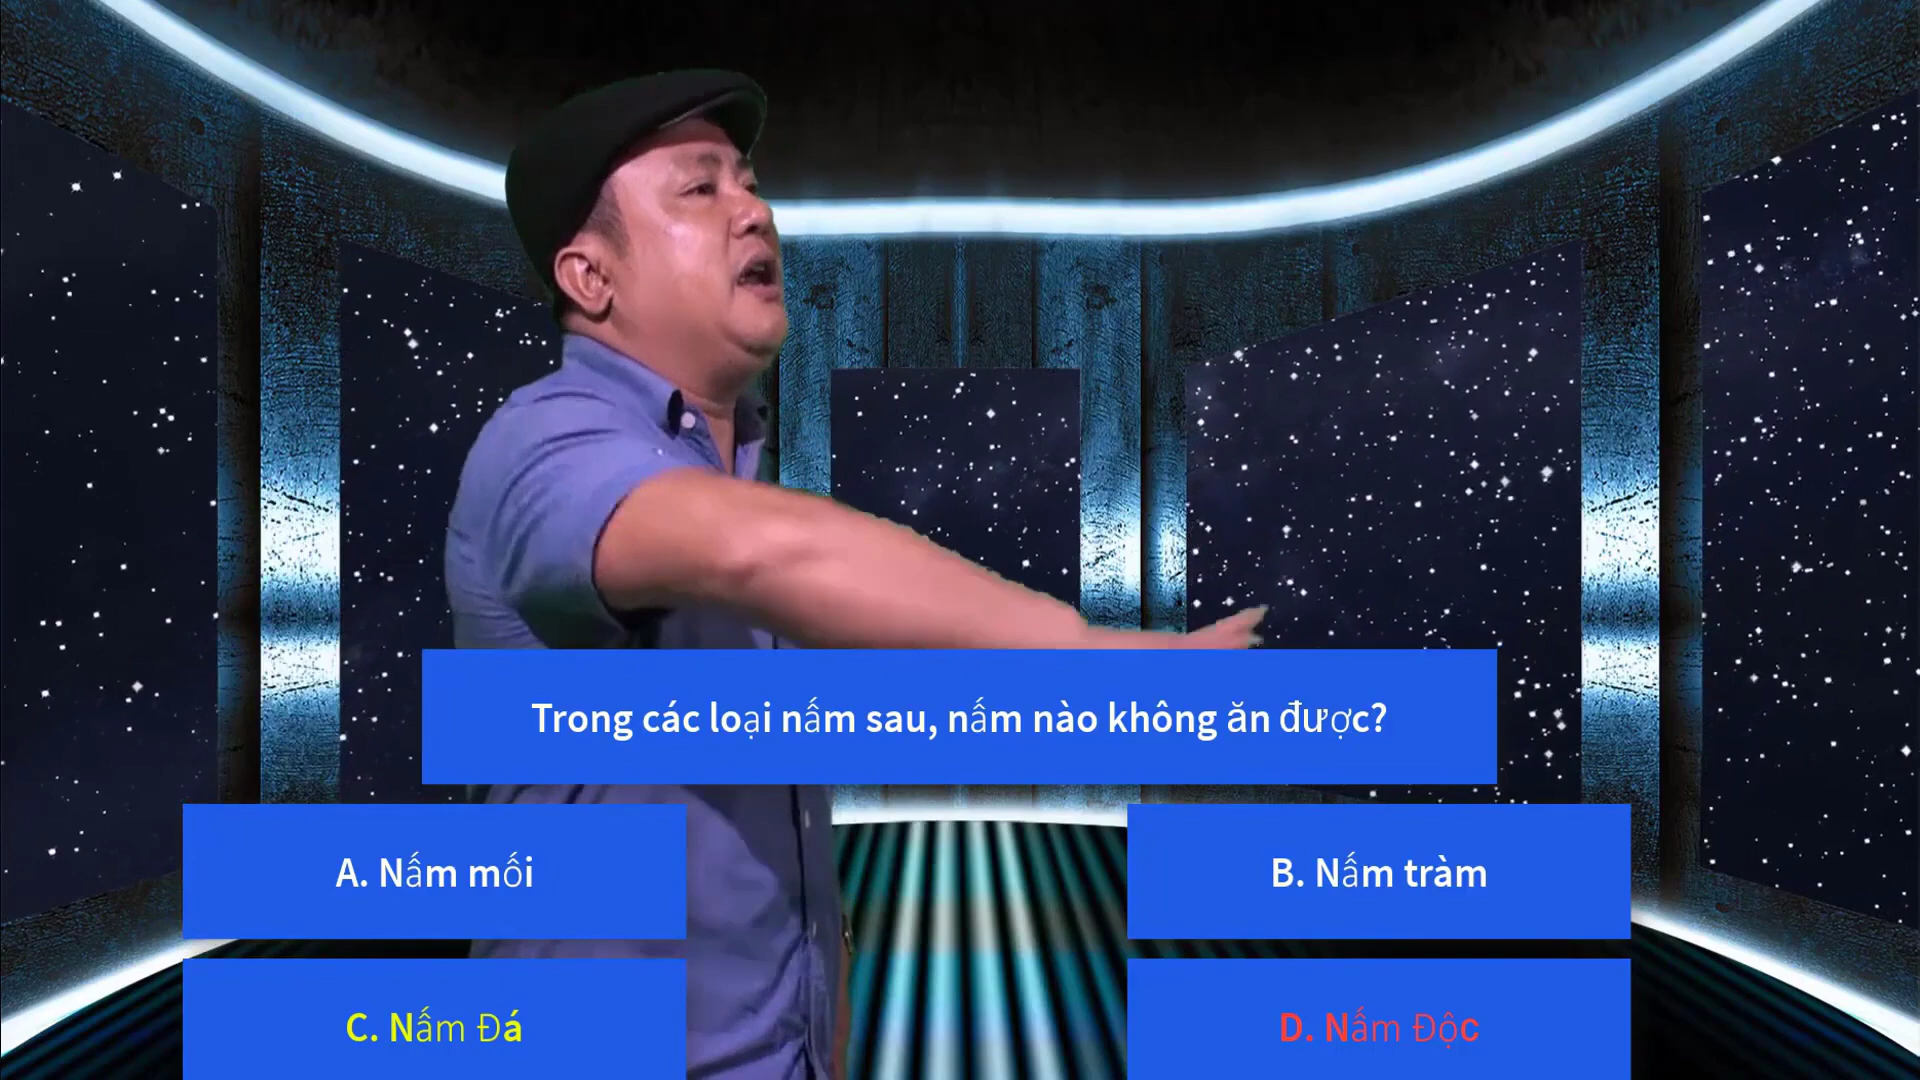 Trong các loại nấm sau, nấm nào không ăn được?
A. Nấm mối
B. Nấm tràm
C. Nấm Đá
D. Nấm Độc